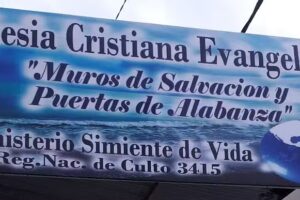 esia Cristiana Evangel
"Muros de Salvacion y
Puertas de Alabanza"
nisterio Simiente de Vida
Reg.Nac. de Culto 3415